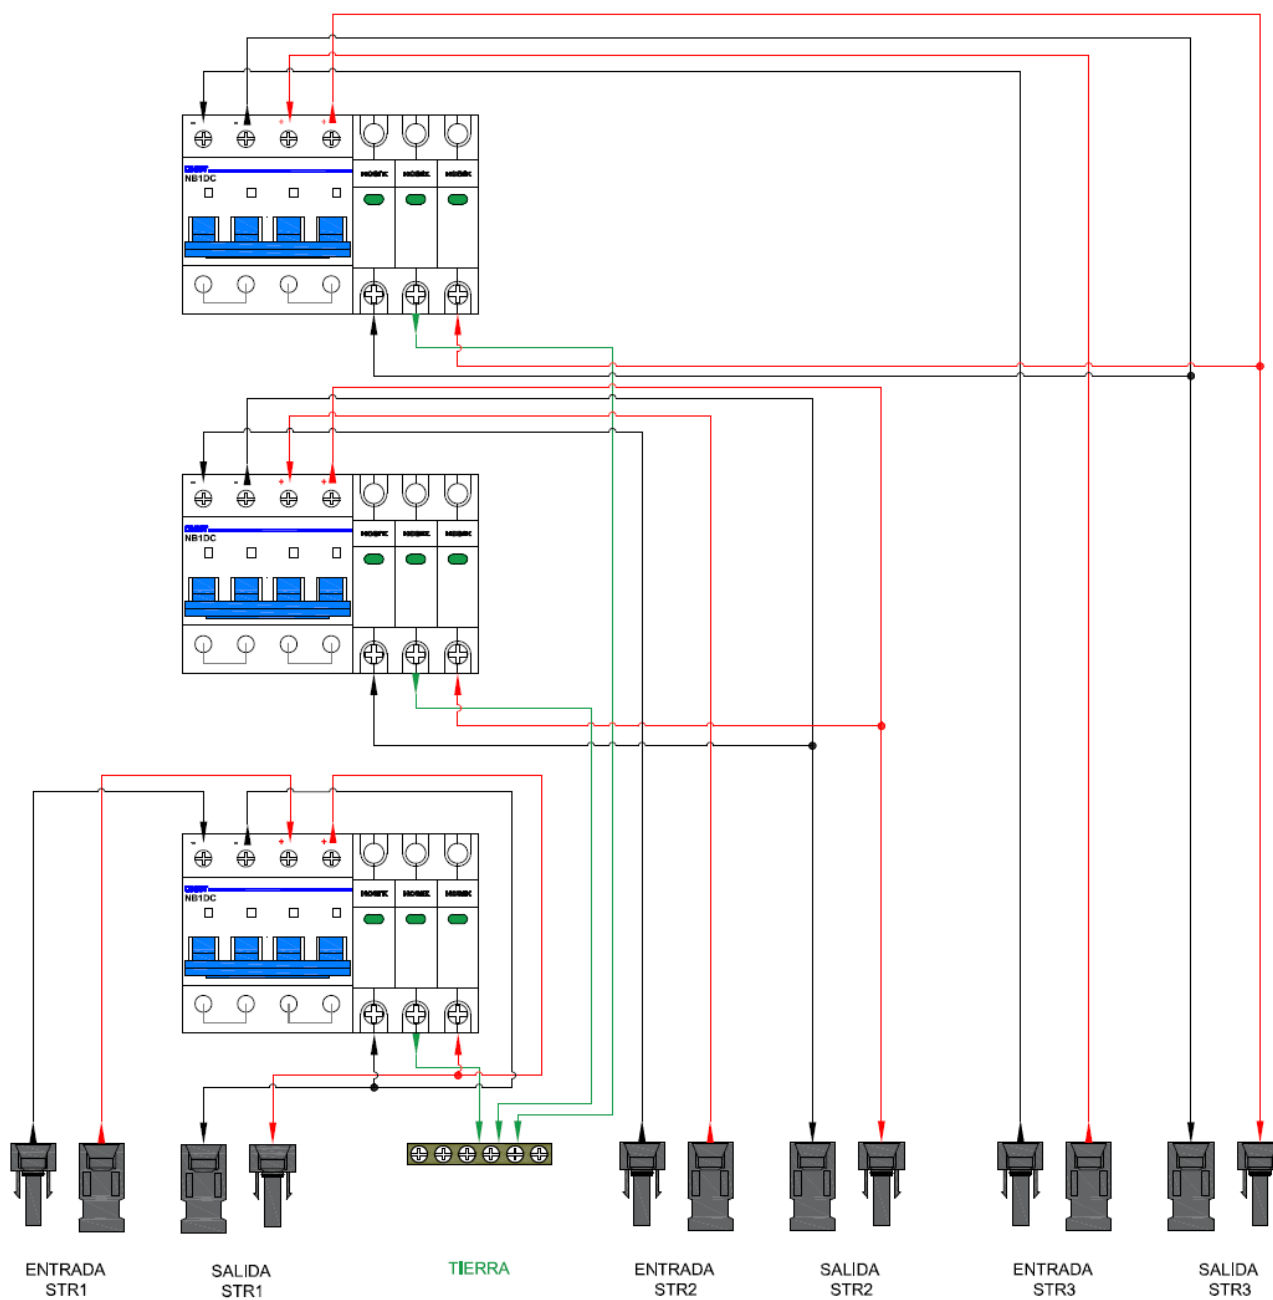 - - + +
NB1DC
- - + +
NB1DC
- - + +
NB1DC
ENTRADA
STR1
SALIDA
STR1
TIERRA
ENTRADA
STR2
SALIDA
STR2
ENTRADA
STR3
SALIDA
STR3